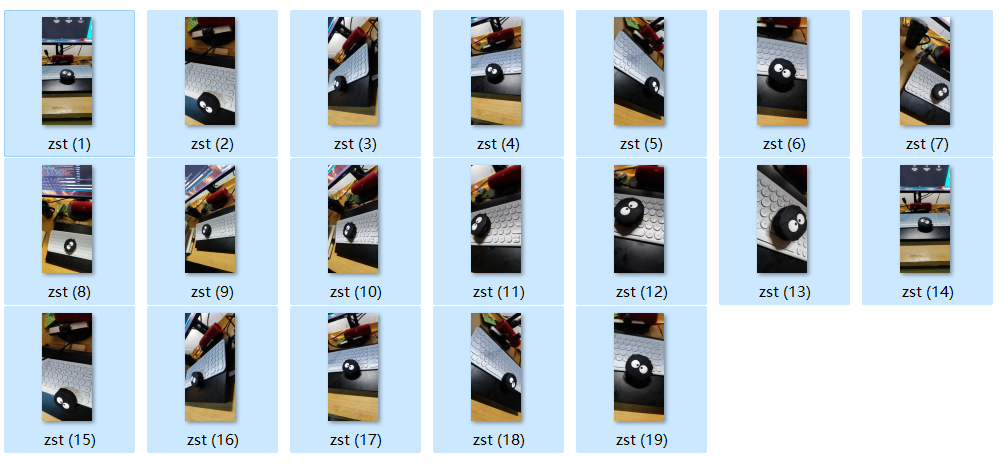 zst (1)
zst (2)
zst (3)
zst (4)
zst (5)
zst (6)
zst (7)
zst (8)
zst (9)
zst (10)
zst (11)
zst (12)
zst (13)
zst (14)
zst (15)
zst (16)
zst (17)
zst (18)
zst (19)